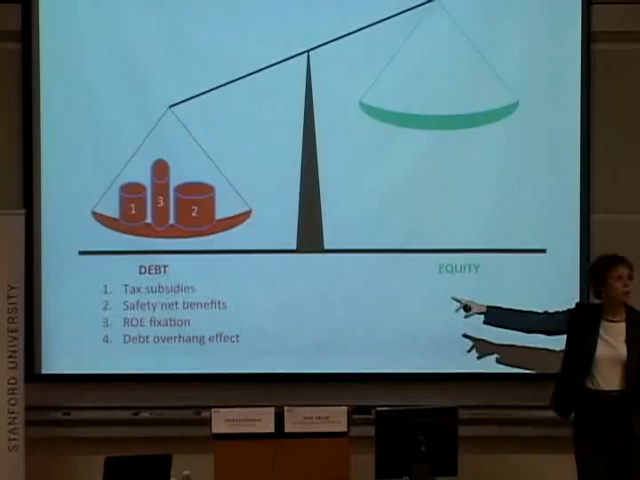 1
3
2
DEBT
EQUITY
1. Tax subsidies
2. Safety net benefits
3. ROE fixation
4. Debt overhang effect
STANFORD UNIVERSITY